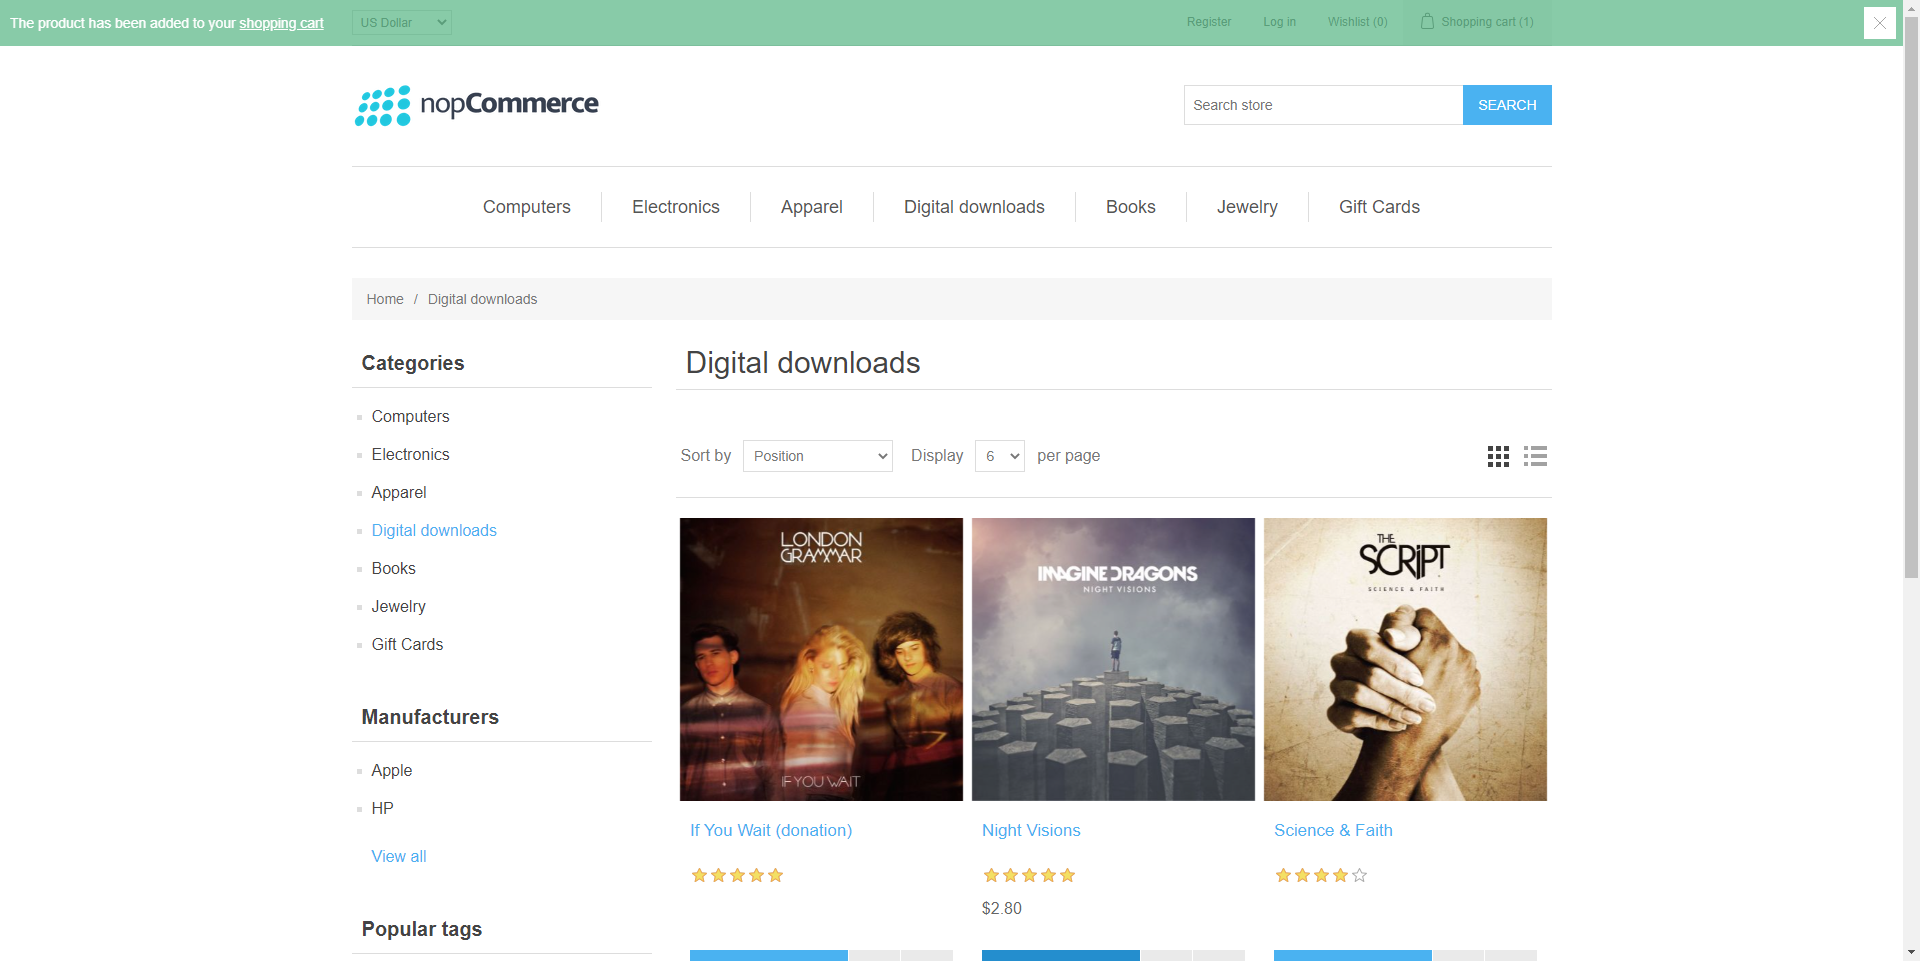 The product has been added to your shopping cart
US Dollar
Register
Log in
Wishlist (0)
Shopping cart (1)
nopCommerce
Search store
SEARCH
Computers
Electronics
Apparel
Digital downloads
Books
Jewelry
Gift Cards
Home / Digital downloads
Categories
Computers
Electronics
Apparel
Digital downloads
Books
Jewelry
Gift Cards
Manufacturers
Apple
HP
View all
Popular tags
Digital downloads
Sort by Position Display 6 per page
LONDON
GRAMMAR
IF YOU WAIT
IMAGINE DRAGONS
NIGHT VISIONS
THE
SCRIPT
SCIENCE & FAITH
If You Wait (donation)
Night Visions
$2.80
Science & Faith